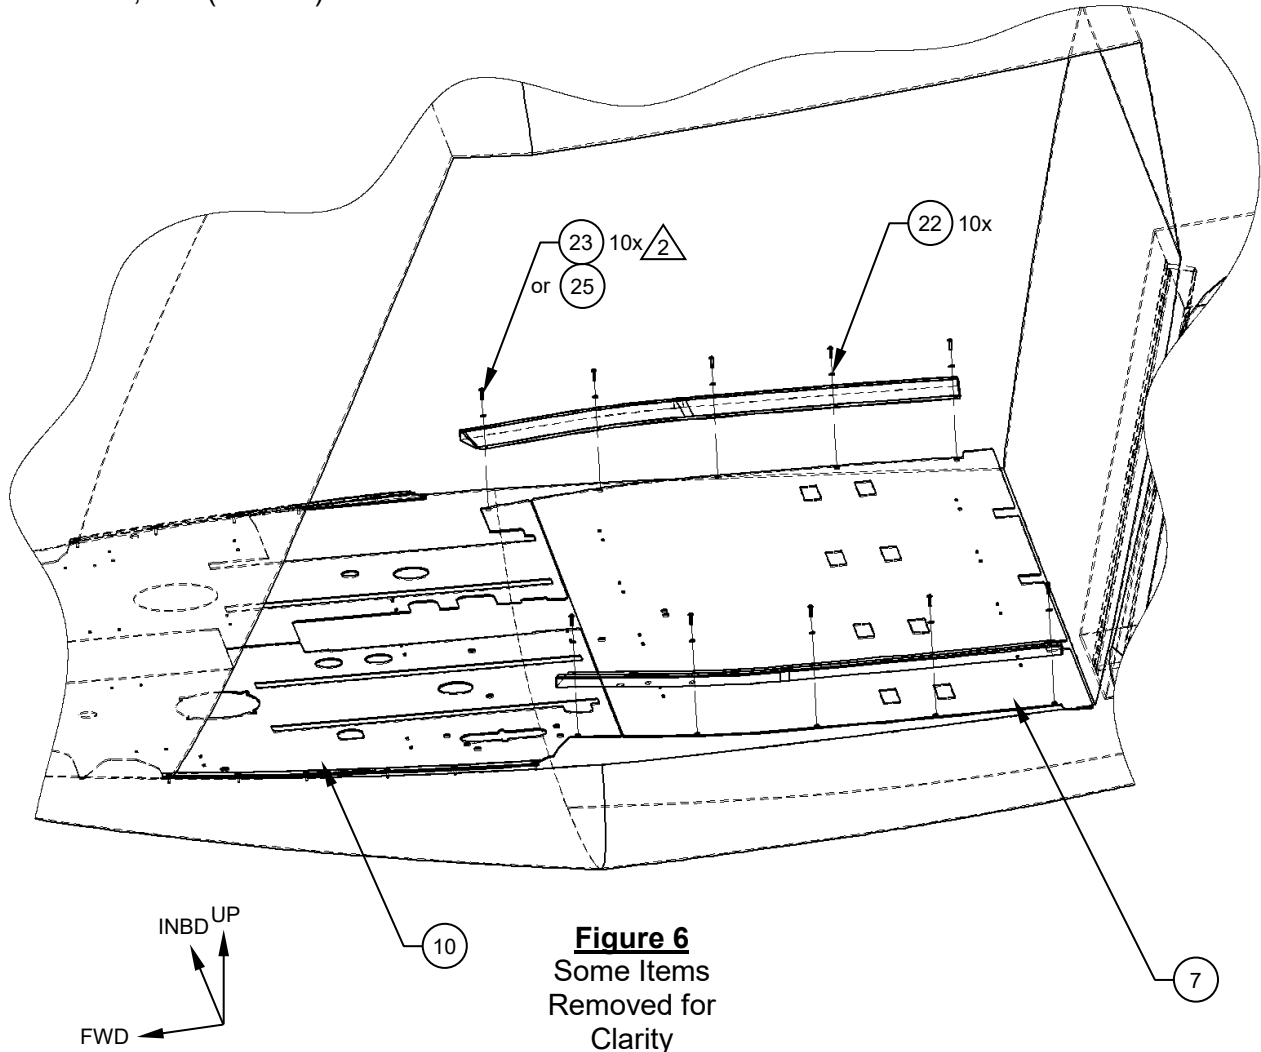 23 10x 2
or 25
22 10x
INBD UP
FWD
10
Figure 6
Some Items
Removed for
Clarity
7